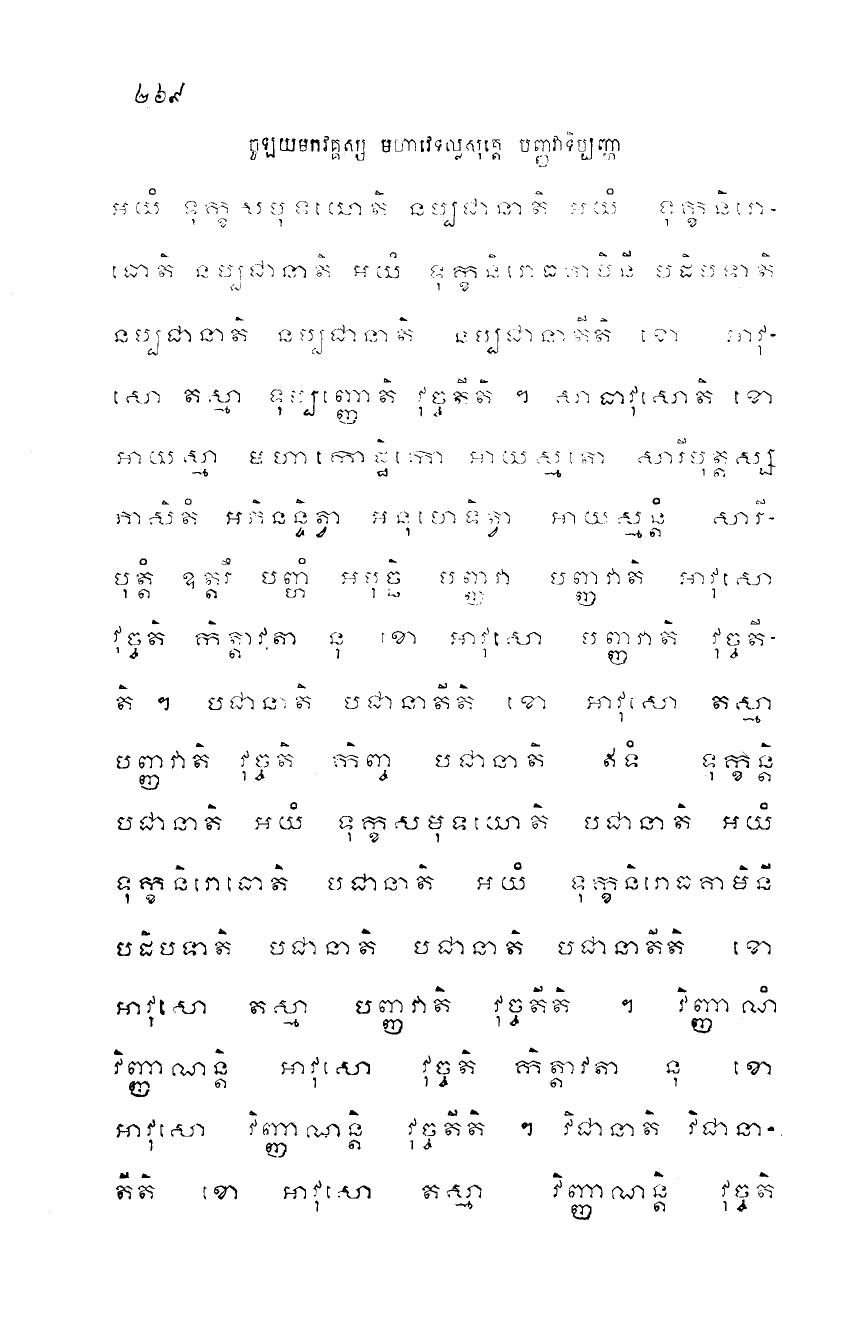 ២៦៩
ចូឡយមកវគ្គស្ស មហាវេទល្លសុត្តេ បញ្ញវាទិប្បញ្ហា
អយំ ទុក្ខសមុទយោតិ នប្បជានាតិ អយំ ទុក្ខនិរោ-
ធោតិ នប្បជានាតិ អយំ ទុក្ខនិរោធគាមិនី បដិបទាតិ
នប្បជានាតិ នប្បជានាតិ នប្បជានាតីតិ ខោ អាវុ-
សោ តស្មា ទុប្បញ្ញោតិ វុច្ចតីតិ ។ សាធាវុសោតិ ខោ
អាយស្មា មហាកោដ្ឋិកោ អាយស្មតោ សារីបុត្តស្ស
ភាសិតំ អភិនន្ទិត្វា អនុមោទិត្វា អាយស្មន្តំ សារី-
បុត្តំ ឧត្តរឹ បញ្ហំ អបុច្ឆិ បញ្ញវា បញ្ញវាតិ អាវុសោ
វុច្ចតិ កិត្តាវតា នុ ខោ អាវុសោ បញ្ញវាតិ វុច្ចតី-
តិ ។ បជានាតិ បជានាតីតិ ខោ អាវុសោ តស្មា
បញ្ញវាតិ វុច្ចតិ កិញ្ច បជានាតិ ឥទំ ទុក្ខន្តិ
បជានាតិ អយំ ទុក្ខសមុទយោតិ បជានាតិ អយំ
ទុក្ខនិរោធោតិ បជានាតិ អយំ ទុក្ខនិរោធគាមិនី
បដិបទាតិ បជានាតិ បជានាតិ បជានាតីតិ ខោ
អាវុសោ តស្មា បញ្ញវាតិ វុច្ចតីតិ ។ វិញ្ញាណំ
វិញ្ញាណន្តិ អាវុសោ វុច្ចតិ កិត្តាវតា នុ ខោ
អាវុសោ វិញ្ញាណន្តិ វុច្ចតីតិ ។ វិជានាតិ វិជានា-
តីតិ ខោ អាវុសោ តស្មា វិញ្ញាណន្តិ វុច្ចតិ